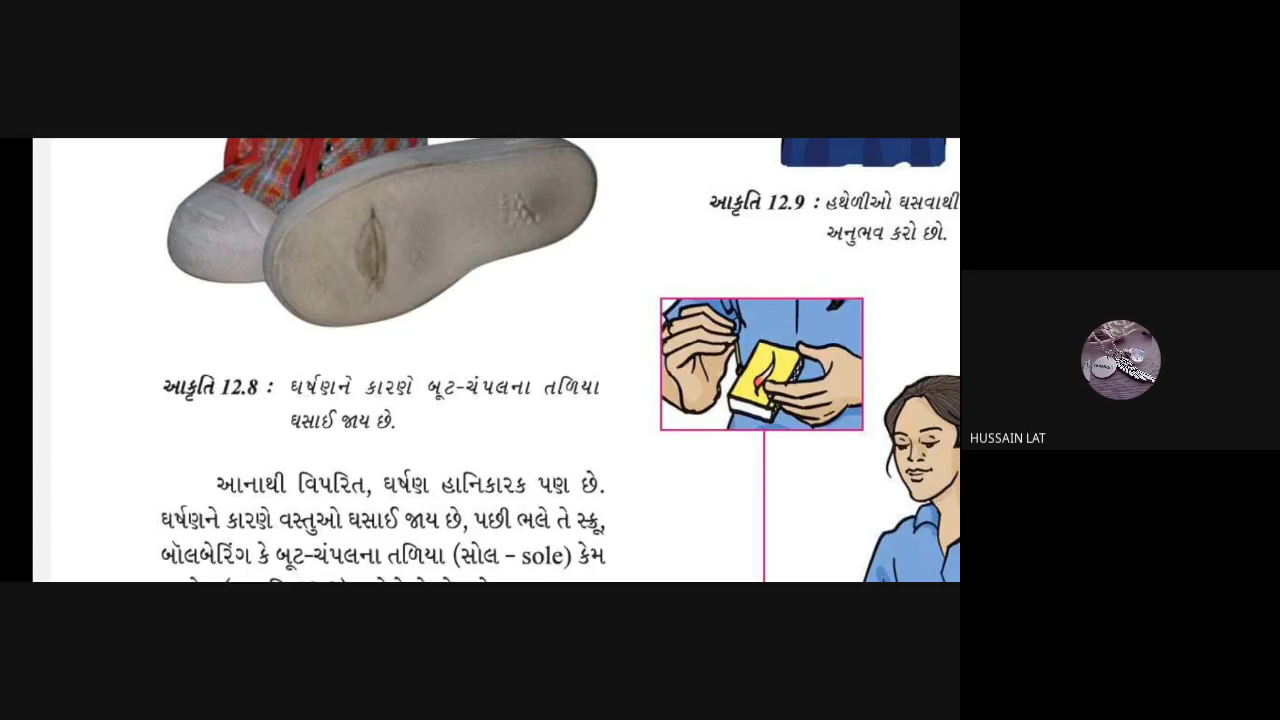 આકૃતિ 12.8 : ઘર્ષણને કારણે બૂટ-ચંપલના તળિયા
ઘસાઈ જાય છે.
આનાથી વિપરિત, ઘર્ષણ હાનિકારક પણ છે.
ઘર્ષણને કારણે વસ્તુઓ ઘસાઈ જાય છે, પછી ભલે તે સ્ક્રૂ,
બૉલબેરિંગ કે બૂટ-ચંપલના તળિયા (સોલ – sole) કેમ
આકૃતિ 12.9 : હથેળીઓ ઘસવાથી
અનુભવ કરો છો.
HUSSAIN LAT